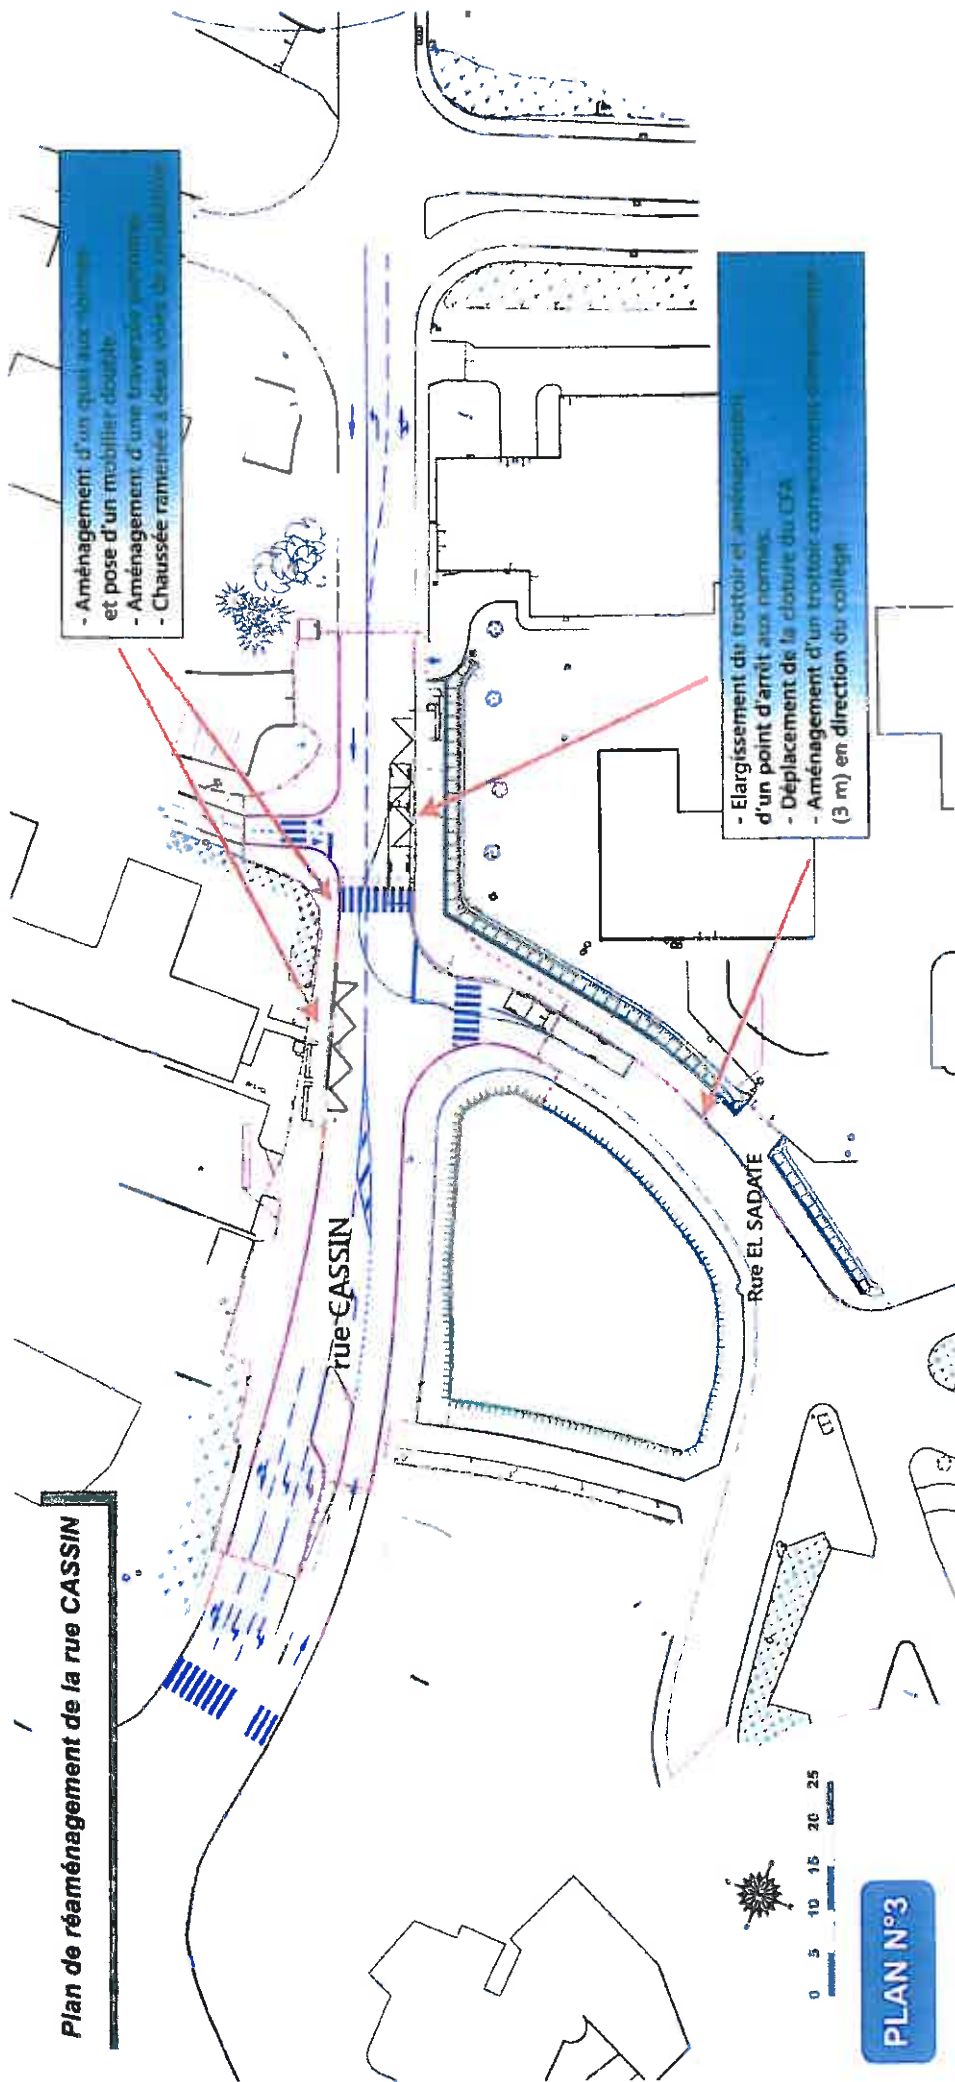 Plan de réaménagement de la rue CASSIN
- Aménagement d'un quai aux normes
et pose d'un mobilier double
- Aménagement d'une traversée piétonne
- Chaussée ramenée à deux voies de circulation
rue CASSIN
Rue EL SADATE
- Elargissement du trottoir et aménagement
d'un point d'arrêt aux normes.
- Déplacement de la clôture du CFA
- Aménagement d'un trottoir correctement dimensionné
(3 m) en direction du collège
0 5 10 15 20 25
PLAN N°3